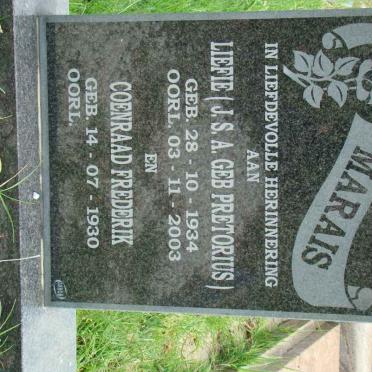 MARAIS
IN LIEFDEVOLLE HERINNERING
AAN
LIEFIE ( J. S. A. GEB PRETORIUS )
GEB. 28 - 10 - 1934
OORL. 03 - 11 - 2003
EN
COENRAAD FREDERIK
GEB. 14 - 07 - 1930
OORL.